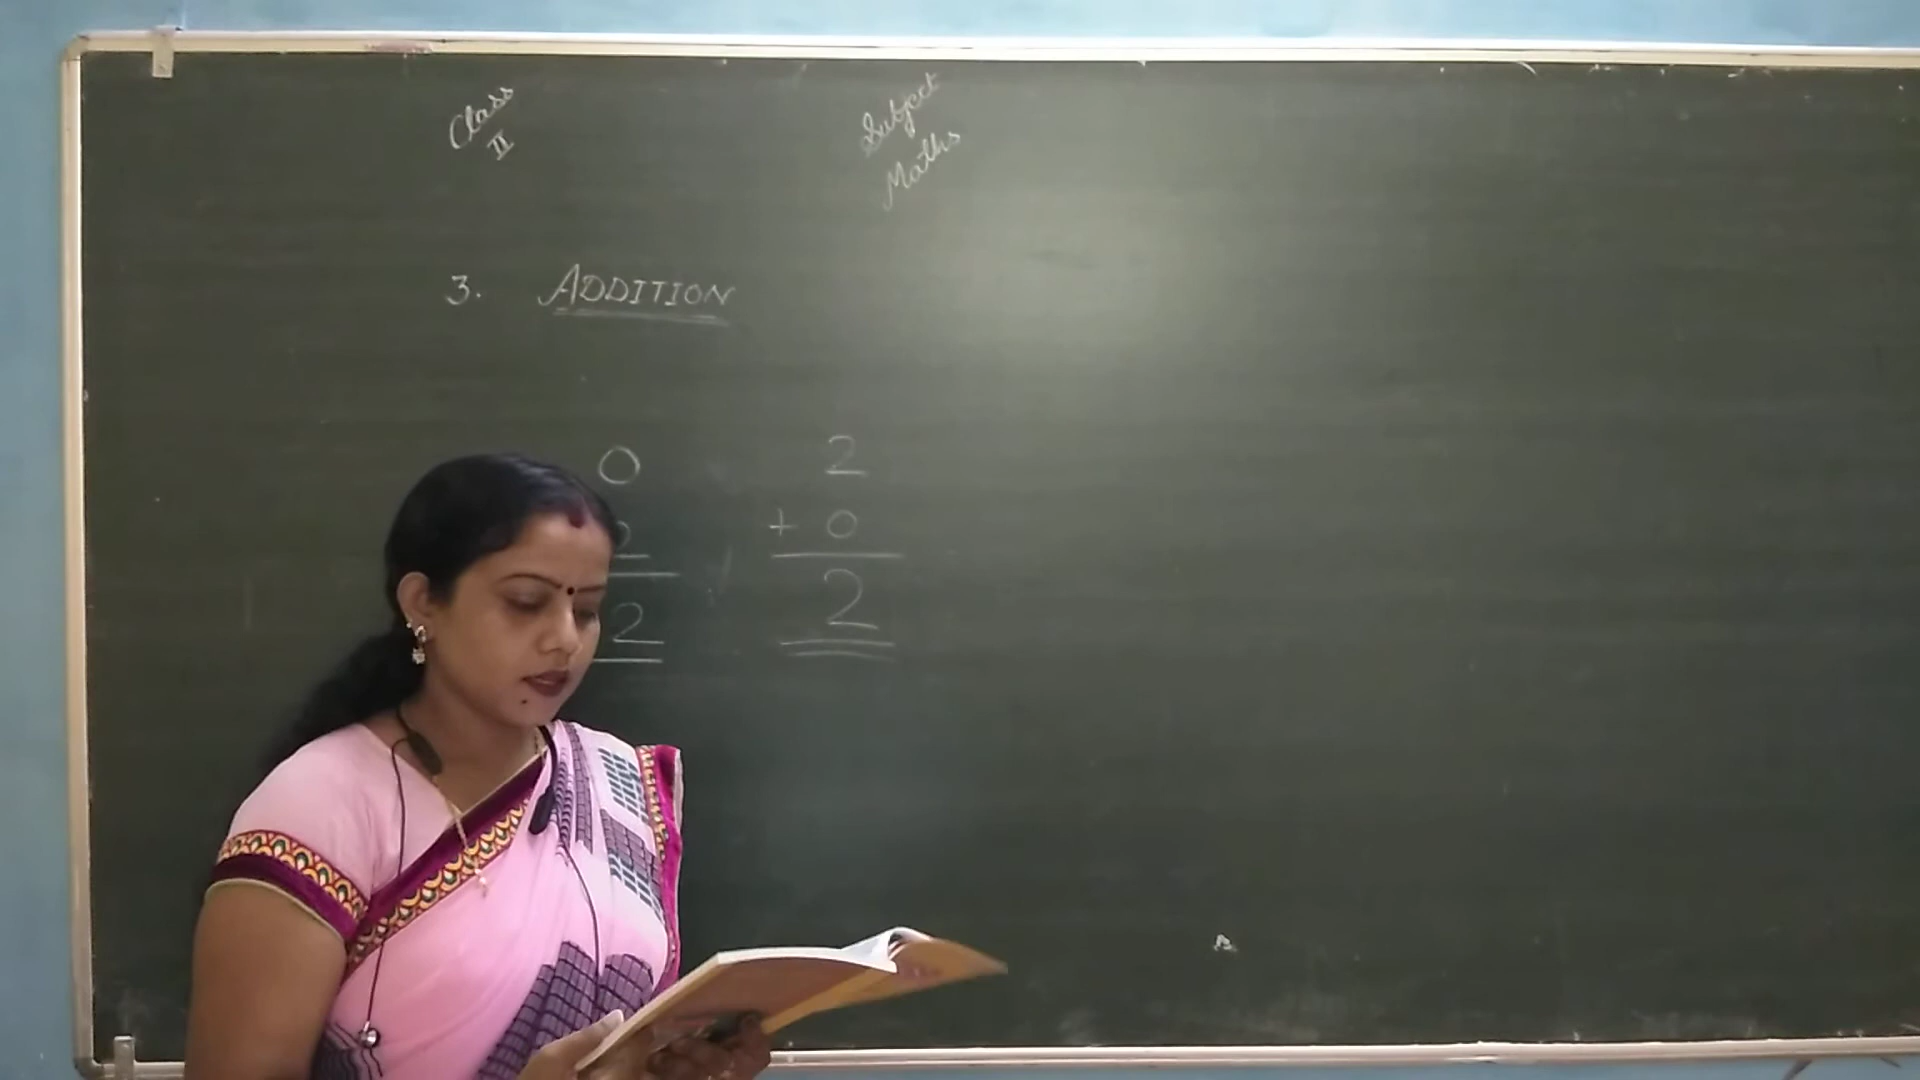 Class
II
Subject
Maths
3. ADDITION
0
2
2
+ 0
2
2